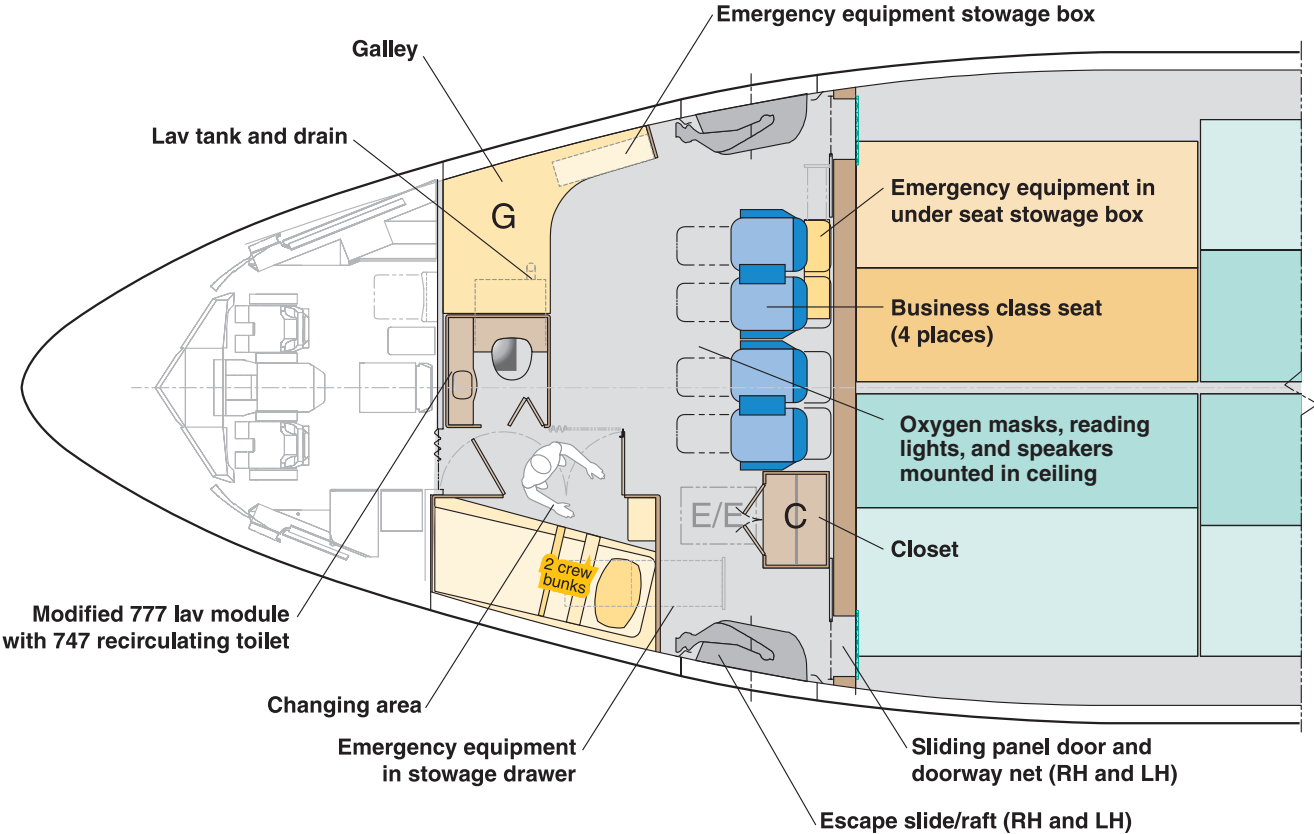 Emergency equipment stowage box
Galley
Lav tank and drain
G
Emergency equipment in
under seat stowage box
Business class seat
(4 places)
Oxygen masks, reading
lights, and speakers
mounted in ceiling
E/E
C
Closet
2 crew
bunks
Modified 777 lav module
with 747 recirculating toilet
Changing area
Emergency equipment
in stowage drawer
Sliding panel door and
doorway net (RH and LH)
Escape slide/raft (RH and LH)